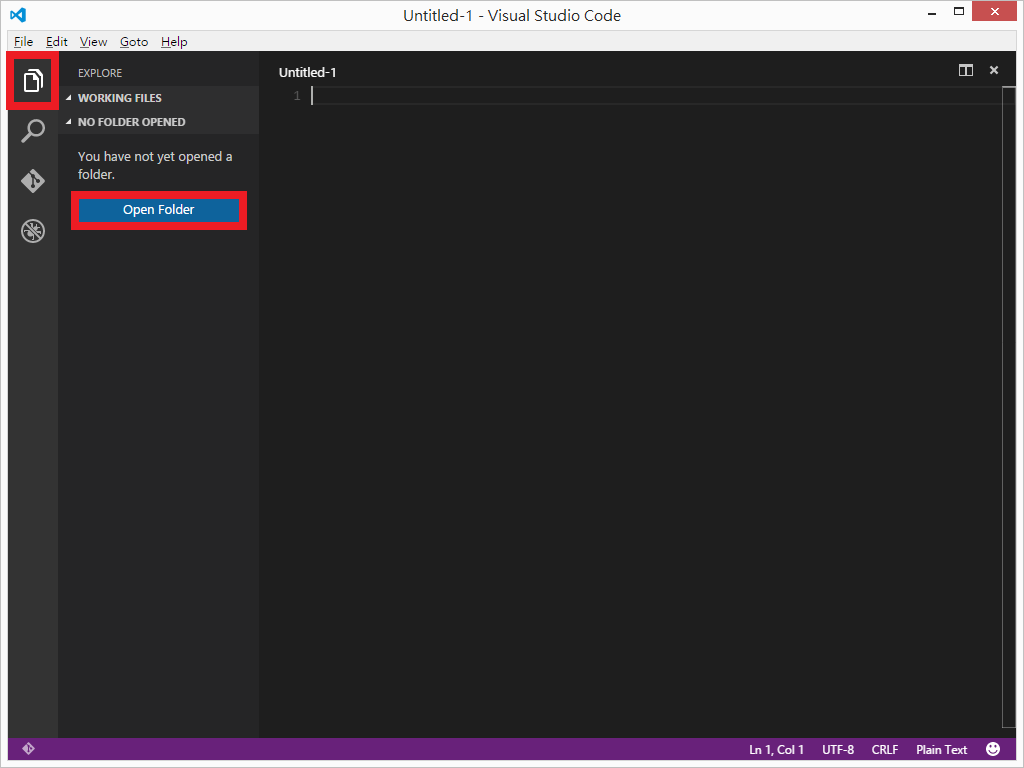 Untitled-1 - Visual Studio Code
File Edit View Goto Help
EXPLORE
WORKING FILES
NO FOLDER OPENED
You have not yet opened a
folder.
Open Folder
Untitled-1
1
Ln 1, Col 1 UTF-8 CRLF Plain Text